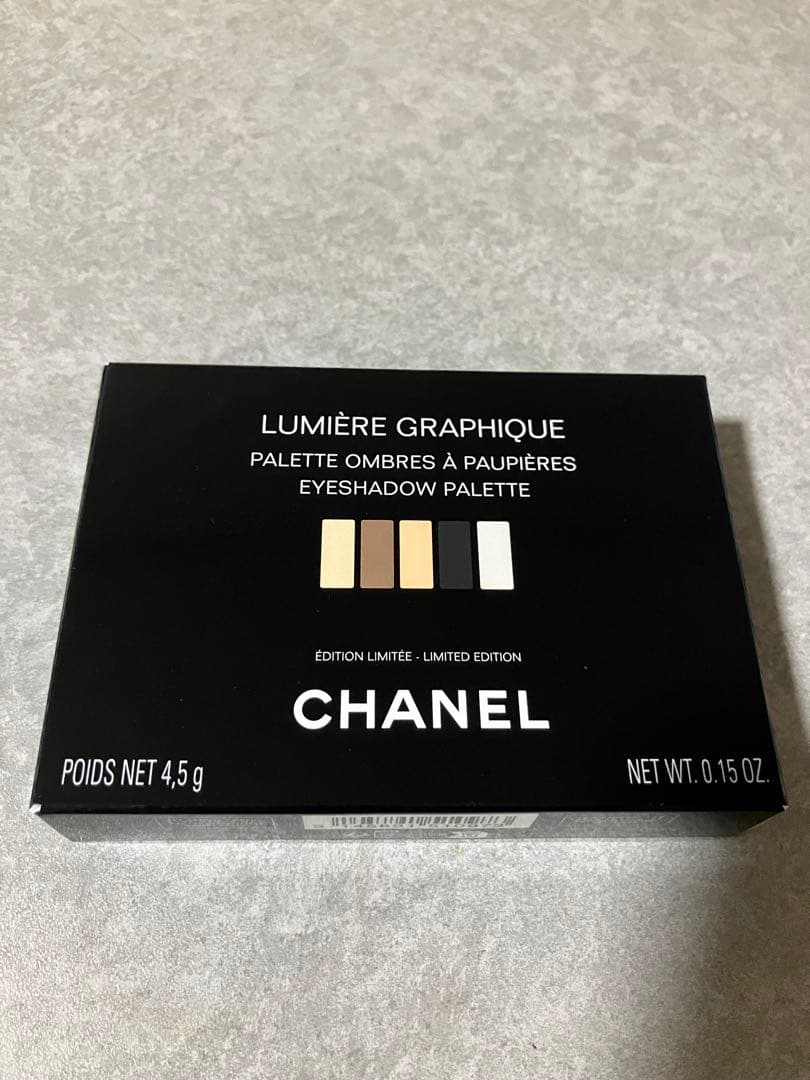 LUMIÈRE GRAPHIQUE
PALETTE OMBRES À PAUPIÈRES
EYESHADOW PALETTE
ÉDITION LIMITÉE - LIMITED EDITION
CHANEL
POIDS NET 4,5 g
NET WT. 0.15 OZ.